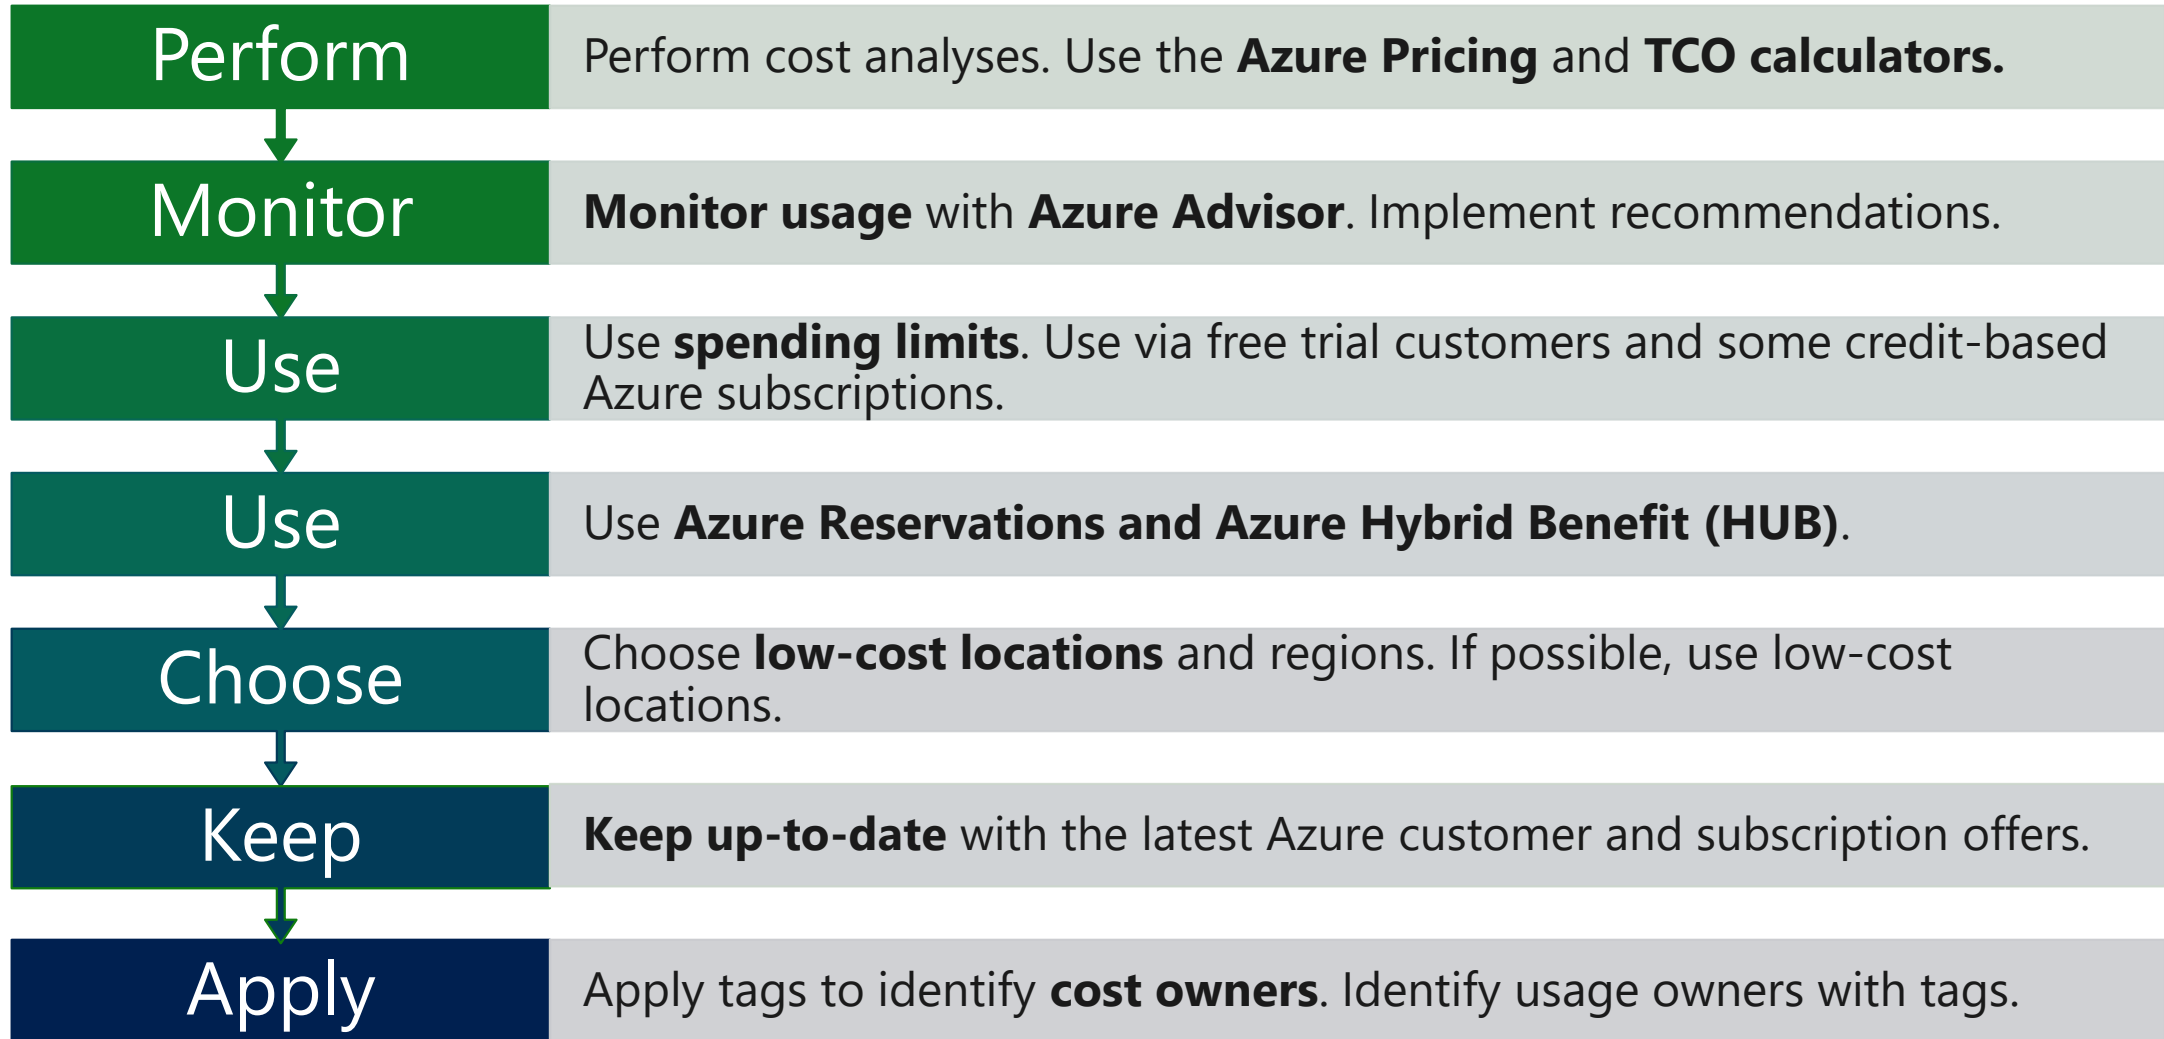 Perform
Perform cost analyses. Use the Azure Pricing and TCO calculators.
Monitor
Monitor usage with Azure Advisor. Implement recommendations.
Use
Use spending limits. Use via free trial customers and some credit-based
Azure subscriptions.
Use
Use Azure Reservations and Azure Hybrid Benefit (HUB).
Choose
Choose low-cost locations and regions. If possible, use low-cost
locations.
Keep
Keep up-to-date with the latest Azure customer and subscription offers.
Apply
Apply tags to identify cost owners. Identify usage owners with tags.